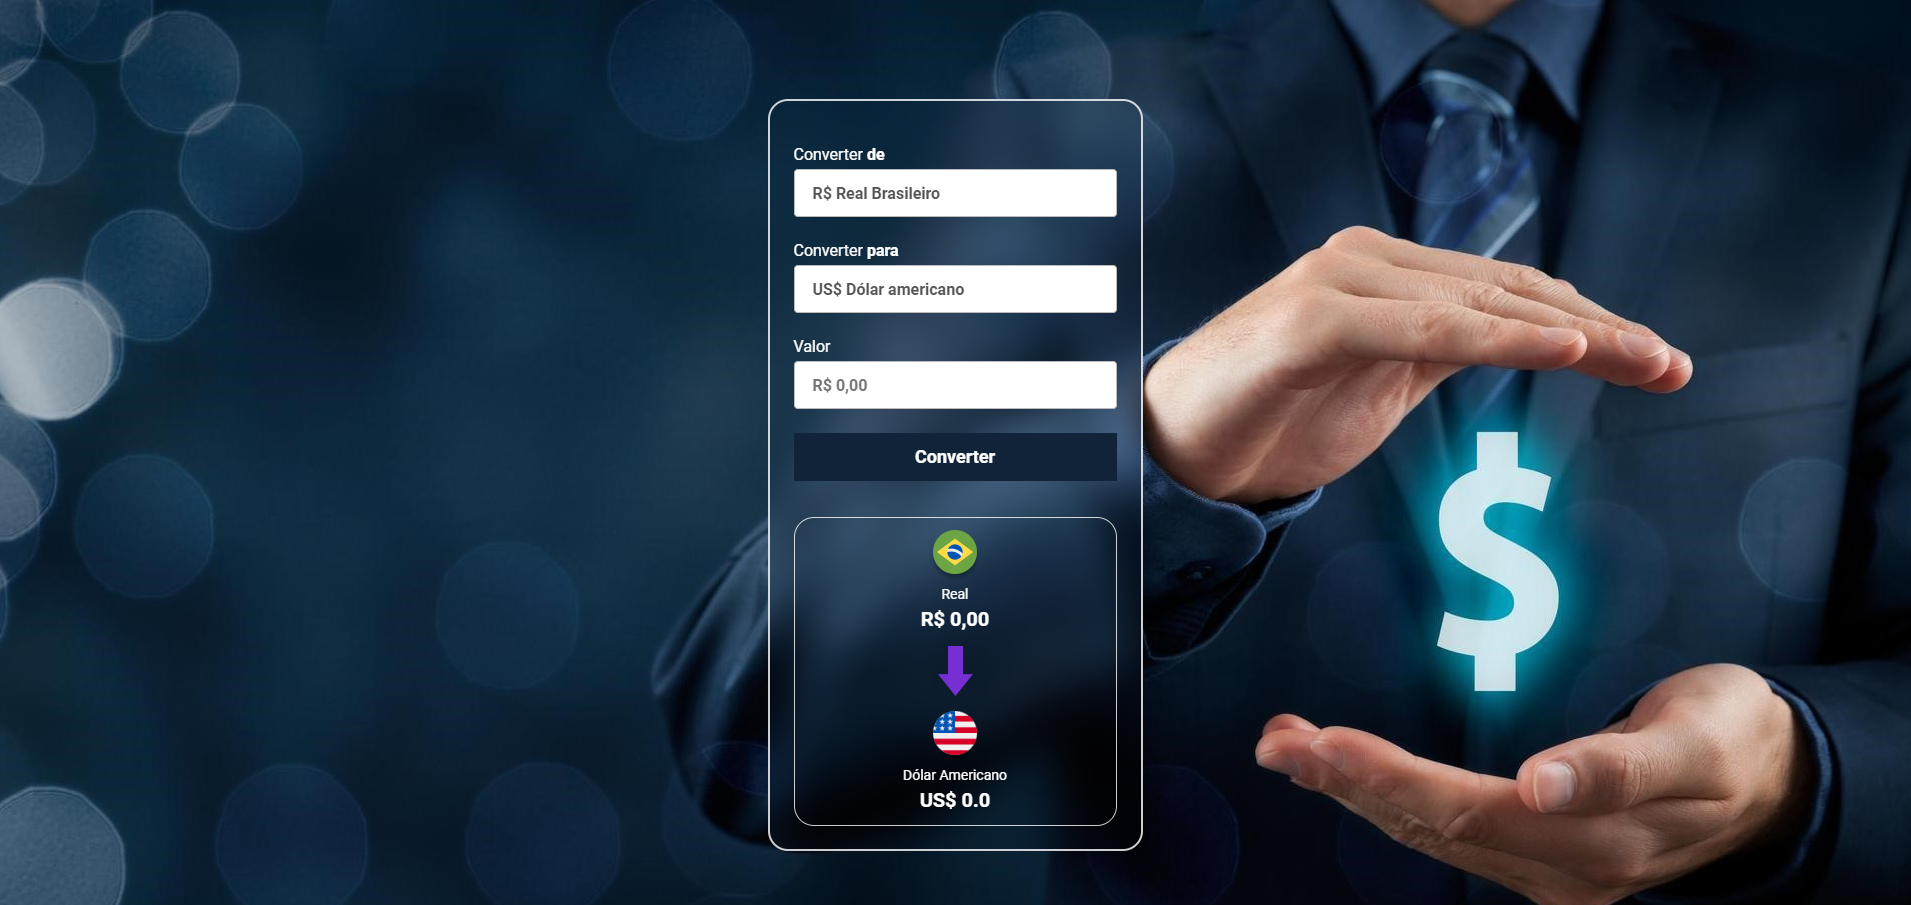 Converter de
R$ Real Brasileiro
Converter para
US$ Dólar americano
Valor
R$ 0,00
Converter
Real
R$ 0,00
Dólar Americano
US$ 0.0
$